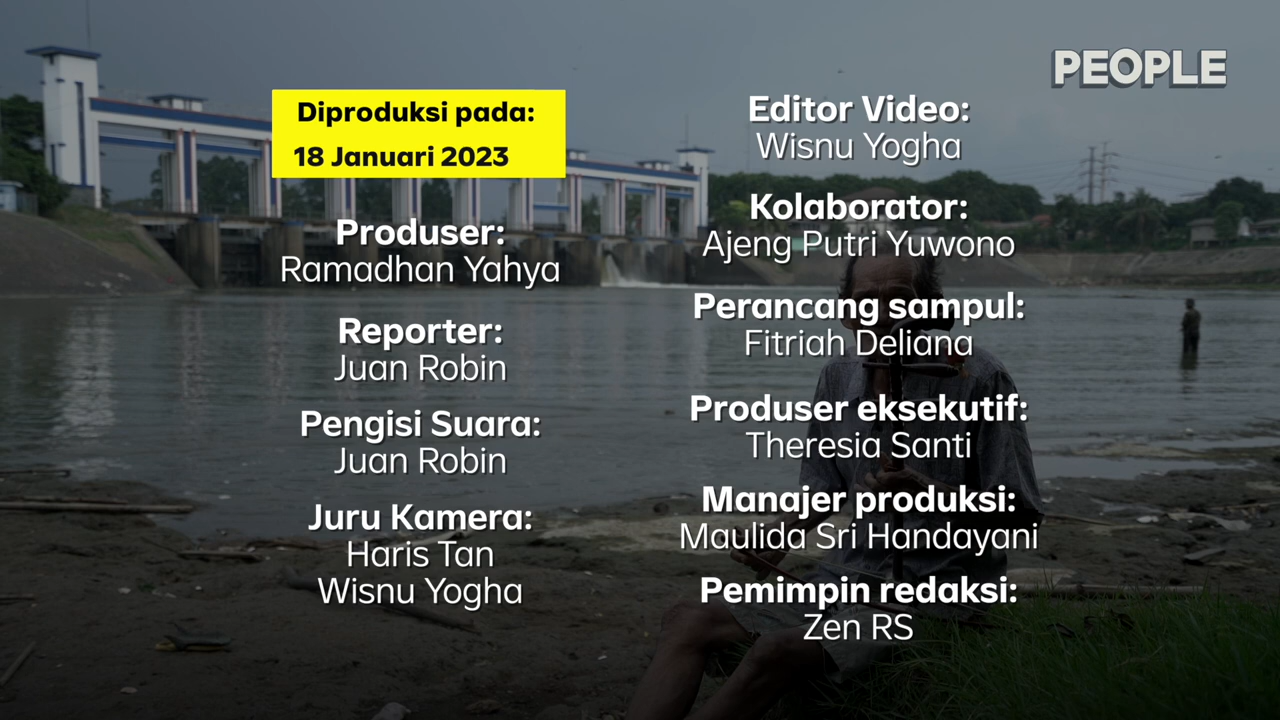 PEOPLE
Diproduksi pada:
18 Januari 2023
Produser:
Ramadhan Yahya
Reporter:
Juan Robin
Pengisi Suara:
Juan Robin
Juru Kamera:
Haris Tan
Wisnu Yogha
Editor Video:
Wisnu Yogha
Kolaborator:
Ajeng Putri Yuwono
Perancang sampul:
Fitriah Deliana
Produser eksekutif:
Theresia Santi
Manajer produksi:
Maulida Sri Handayani
Pemimpin redaksi:
Zen RS